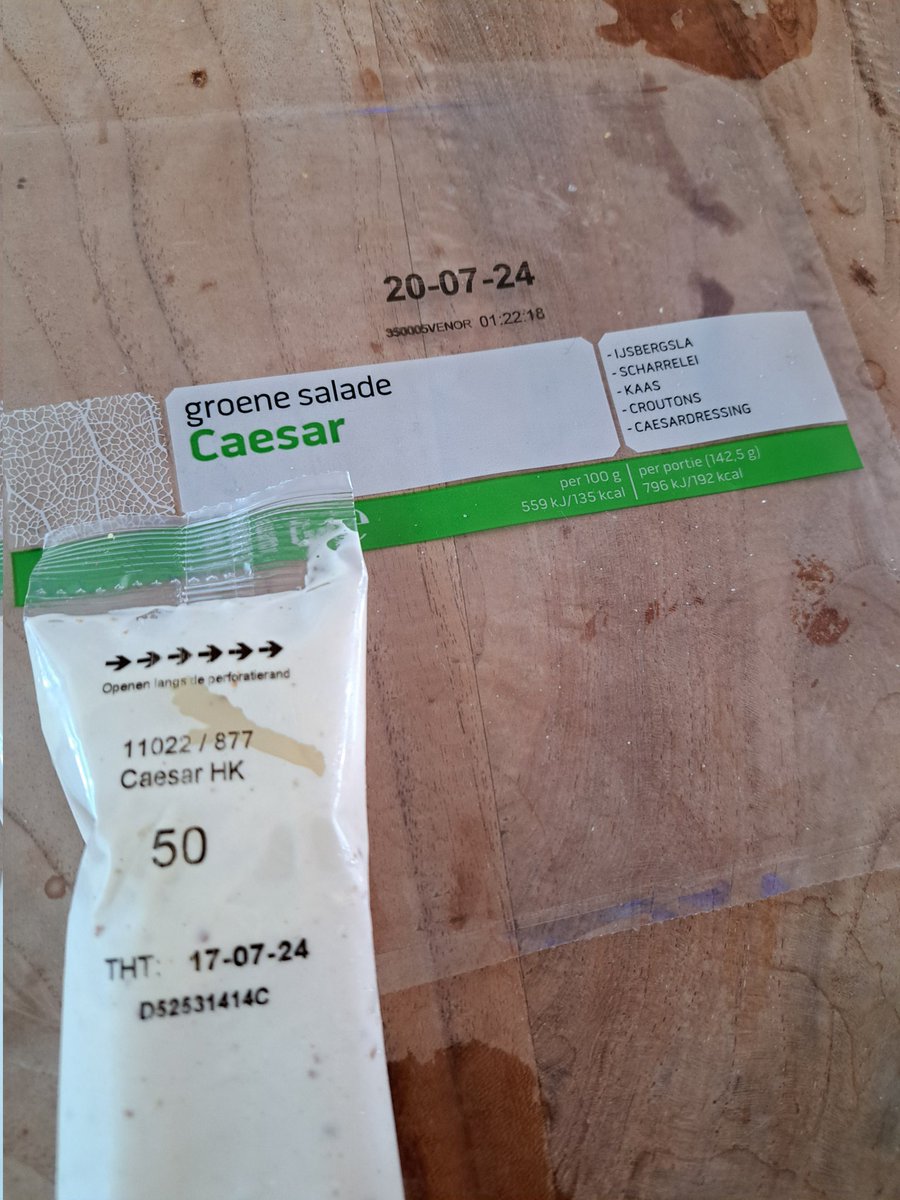 20-07-24
350005VENOR 01:22:18
groene salade
Caesar
- IJSBERGSLA
- SCHARRELEI
- KAAS
- CROUTONS
- CAESARDRESSING
per 100 g
559 kJ/135 kcal
per portie (142,5 g)
796 kJ/192 kcal
Openen langs de perforatierand
11022 / 877
Caesar HK
50
THT: 17-07-24
D52531414C